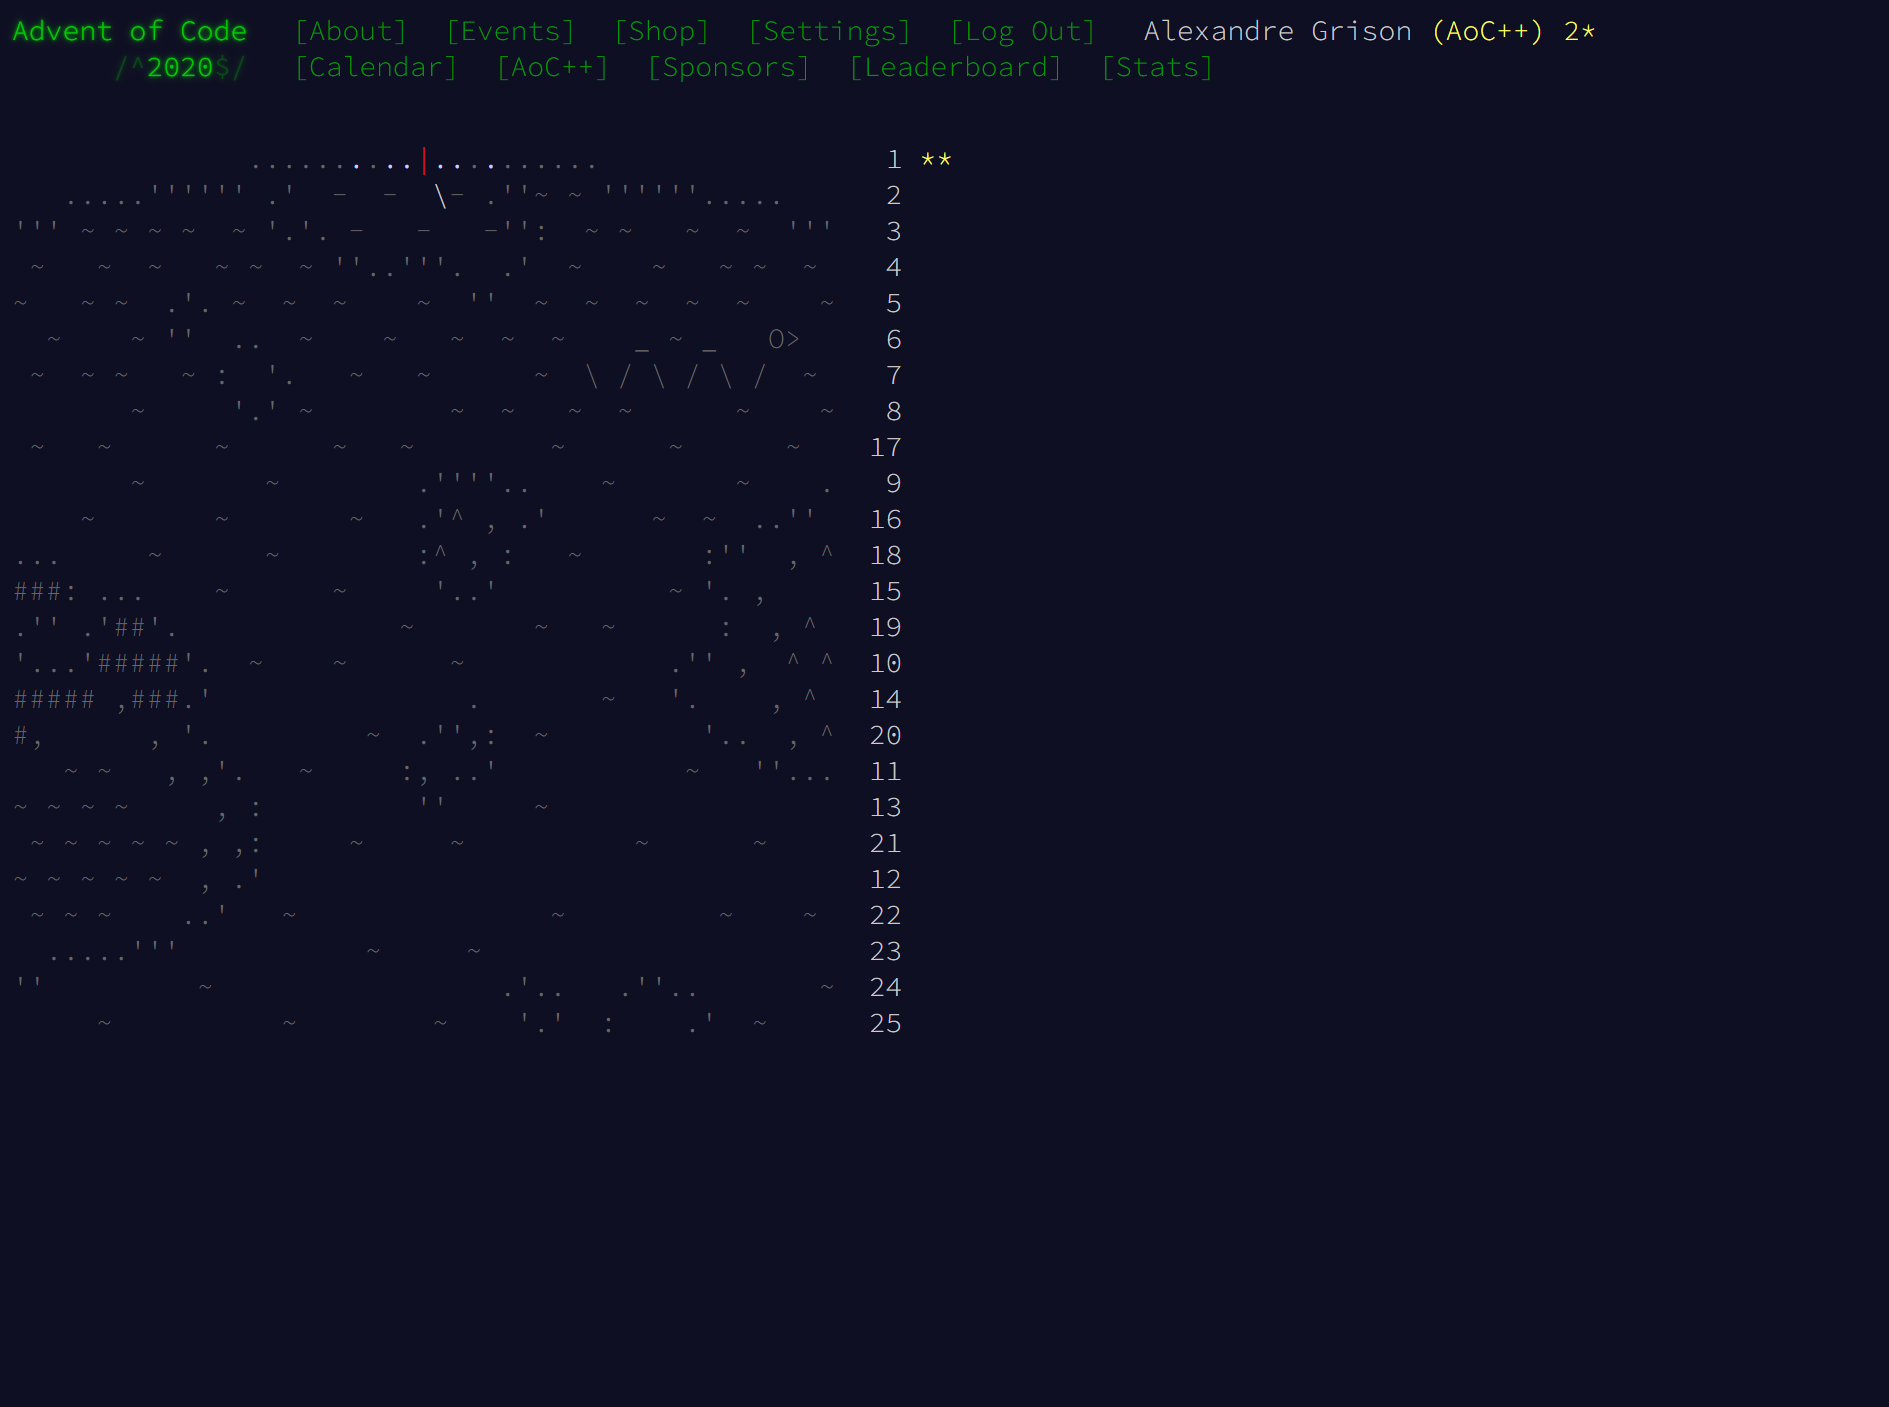 Advent of Code [About] [Events] [Shop] [Settings] [Log Out] Alexandre Grison (AoC++) 2*
/^2020$/ [Calendar] [AoC++] [Sponsors] [Leaderboard] [Stats]
..........|.......... 1 **
.....'''''' .'  -  -  \- .''~ ~ ''''''..... 2
''' ~ ~ ~ ~  ~ '.'. -   -   -'':  ~ ~   ~  ~  ''' 3
~   ~  ~   ~ ~  ~ ''..'''.  .'  ~    ~   ~ ~  ~ 4
~   ~ ~  .'. ~  ~  ~    ~  ''  ~  ~  ~  ~  ~    ~ 5
~    ~ ''  ..  ~    ~   ~  ~  ~    _ ~ _   O> 6
~  ~ ~   ~ :  '.   ~   ~      ~  \ / \ / \ /  ~ 7
~     '.' ~        ~  ~   ~  ~      ~    ~ 8
~   ~      ~      ~   ~        ~      ~      ~ 17
~       ~        .''''..    ~       ~    . 9
~       ~       ~   .'^ , .'      ~  ~  ..'' 16
...     ~      ~        :^ , :   ~       :''  , ^ 18
###: ...    ~      ~     '..'          ~ '. , 15
.'' .'##'.             ~       ~   ~      :  , ^ 19
'...'#####'.  ~    ~      ~            .'' ,  ^ ^ 10
##### ,###.'               .       ~   '.    , ^ 14
#,      , '.         ~  .'',:  ~         '..  , ^ 20
~ ~   , ,'.   ~     :, ..'           ~   ''... 11
~ ~ ~ ~     , :         ''     ~ 13
~ ~ ~ ~ ~ , ,:     ~     ~          ~      ~ 21
~ ~ ~ ~ ~  , .' 12
~ ~ ~    ..'   ~               ~         ~    ~ 22
.....'''           ~     ~ 23
''         ~                 .'..   .''..       ~ 24
~          ~        ~    '.'  :    .'  ~ 25